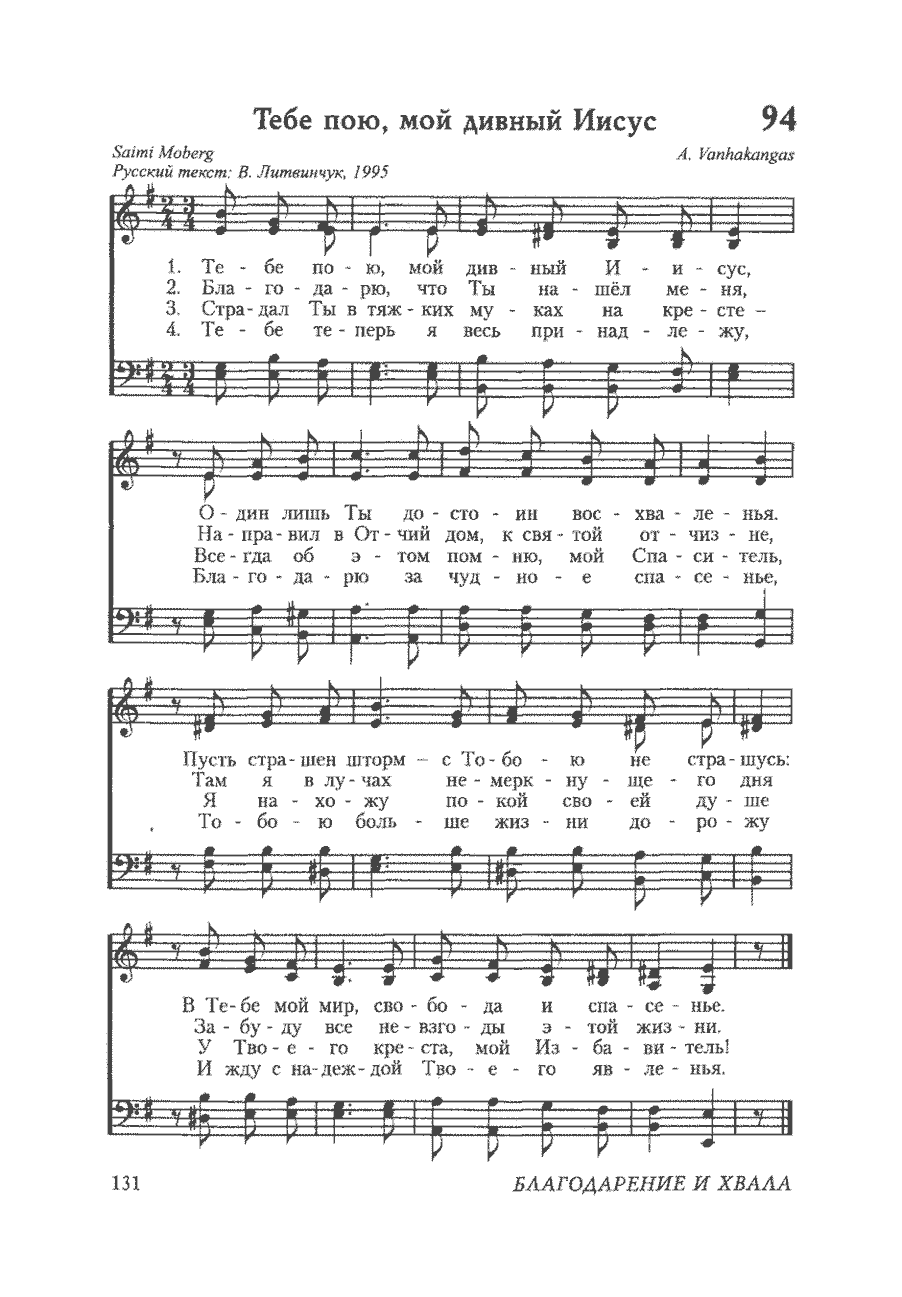 Тебе пою, мой дивный Иисус 94
Saimi Moberg A. Vanhakangas
Русский текст: В. Литвинчук, 1995
1. Те - бе по - ю, мой див - ный И - и - сус,
2. Бла - го - да - рю, что Ты на - шёл ме - ня,
3. Стра - дал Ты в тяж - ких му - ках на кре - сте –
4. Те - бе те - перь я весь при - над - ле - жу,
О - дин лишь Ты до - сто - ин вос - хва - ле - нья.
На - пра - вил в От - чий дом, к свя - той от - чиз - не,
Все - гда об э - том пом - ню, мой Спа - си - тель,
Бла - го - да - рю за чуд - но - е спа - се - нье,
Пусть стра - шен шторм – с То - бо - ю не стра - шусь:
Там я в лу - чах не - мерк - ну - ще - го дня
Я на - хо - жу по - кой сво - ей ду - ше
То - бо - ю боль - ше жиз - ни до - ро - жу
В Те - бе мой мир, сво - бо - да и спа - се - нье.
За - бу - ду все не - взго - ды э - той жиз - ни.
У Тво - е - го кре - ста, мой Из - ба - ви - тель!
И жду с на - деж - дой Тво - е - го яв - ле - нья.
131 БЛАГОДАРЕНИЕ И ХВАЛА